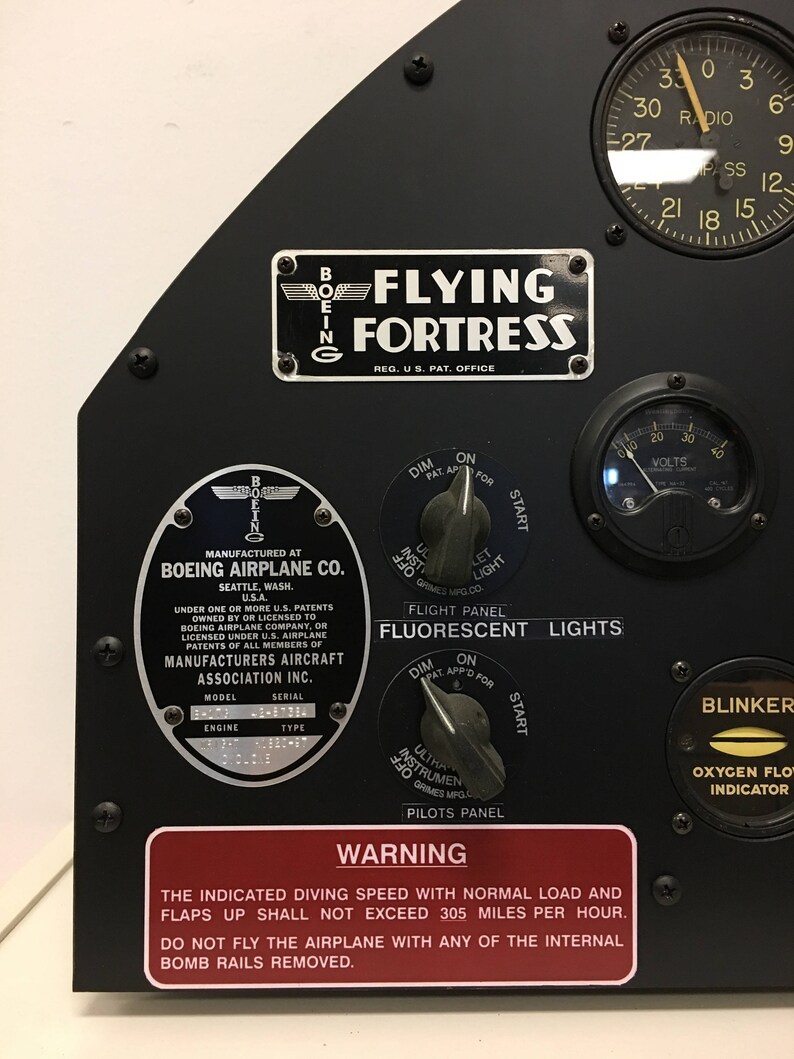 33 0 3
30 RADIO 6
27 9
12
21 18 15
BOEING
FLYING
FORTRESS
REG. U S PAT. OFFICE
0 10 20 30 40
VOLTS
ALTERNATING CURRENT
400 CYCLES
BOEING
MANUFACTURED AT
BOEING AIRPLANE CO.
SEATTLE, WASH.
U.S.A.
UNDER ONE OR MORE U.S. PATENTS
OWNED BY OR LICENSED TO
BOEING AIRPLANE COMPANY, OR
LICENSED UNDER U.S. AIRPLANE
PATENTS OF ALL MEMBERS OF
MANUFACTURERS AIRCRAFT
ASSOCIATION INC.
MODEL SERIAL
ENGINE TYPE
CYCLONE
DIM ON START
PAT. APP'D FOR
LIGHT
OFF
GRIMES MFG.CO.
FLIGHT PANEL
FLUORESCENT LIGHTS
DIM ON START
PAT. APP'D FOR
OFF
GRIMES MFG.
PILOTS PANEL
BLINKER
OXYGEN FLOW
INDICATOR
WARNING
THE INDICATED DIVING SPEED WITH NORMAL LOAD AND
FLAPS UP SHALL NOT EXCEED 305 MILES PER HOUR.
DO NOT FLY THE AIRPLANE WITH ANY OF THE INTERNAL
BOMB RAILS REMOVED.